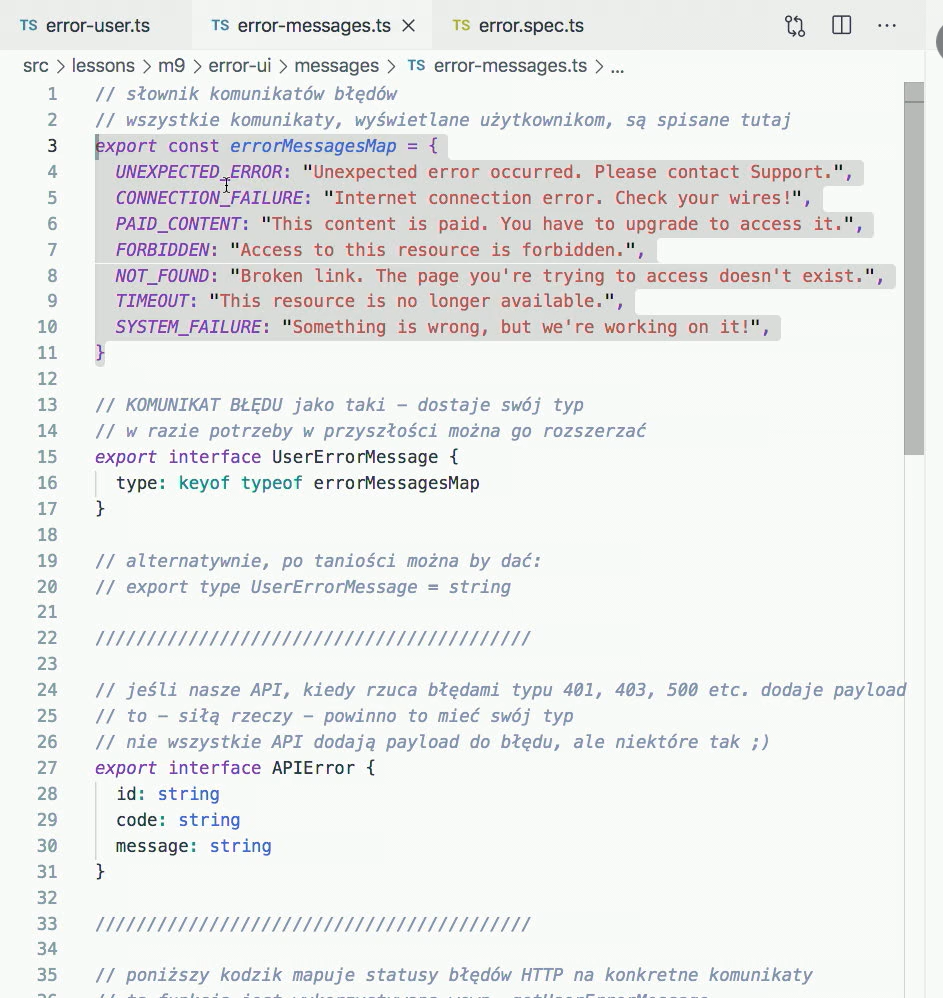 TS error-user.ts TS error-messages.ts TS error.spec.ts
src > lessons > m9 > error-ui > messages > TS error-messages.ts > ...
1 // słownik komunikatów błędów
2 // wszystkie komunikaty, wyświetlane użytkownikom, są spisane tutaj
3 export const errorMessagesMap = {
4 UNEXPECTED_ERROR: "Unexpected error occurred. Please contact Support.",
5 CONNECTION_FAILURE: "Internet connection error. Check your wires!",
6 PAID_CONTENT: "This content is paid. You have to upgrade to access it.",
7 FORBIDDEN: "Access to this resource is forbidden.",
8 NOT_FOUND: "Broken link. The page you're trying to access doesn't exist.",
9 TIMEOUT: "This resource is no longer available.",
10 SYSTEM_FAILURE: "Something is wrong, but we're working on it!",
11 }
12
13 // KOMUNIKAT BŁĘDU jako taki – dostaje swój typ
14 // w razie potrzeby w przyszłości można go rozszerzać
15 export interface UserErrorMessage {
16 type: keyof typeof errorMessagesMap
17 }
18
19 // alternatywnie, po taniości można by dać:
20 // export type UserErrorMessage = string
21
22 //////////////////////////////////////////
23
24 // jeśli nasze API, kiedy rzuca błędami typu 401, 403, 500 etc. dodaje payload
25 // to – siłą rzeczy – powinno to mieć swój typ
26 // nie wszystkie API dodają payload do błędu, ale niektóre tak ;)
27 export interface APIError {
28 id: string
29 code: string
30 message: string
31 }
32
33 //////////////////////////////////////////
34
35 // poniższy kodzik mapuje statusy błędów HTTP na konkretne komunikaty